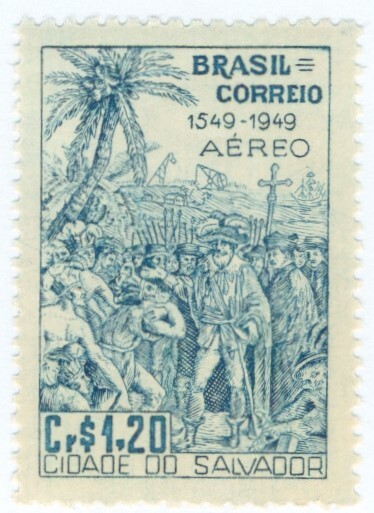 BRASIL=
CORREIO
1549-1949
AÉREO
Cr$1,20
CIDADE DO SALVADOR